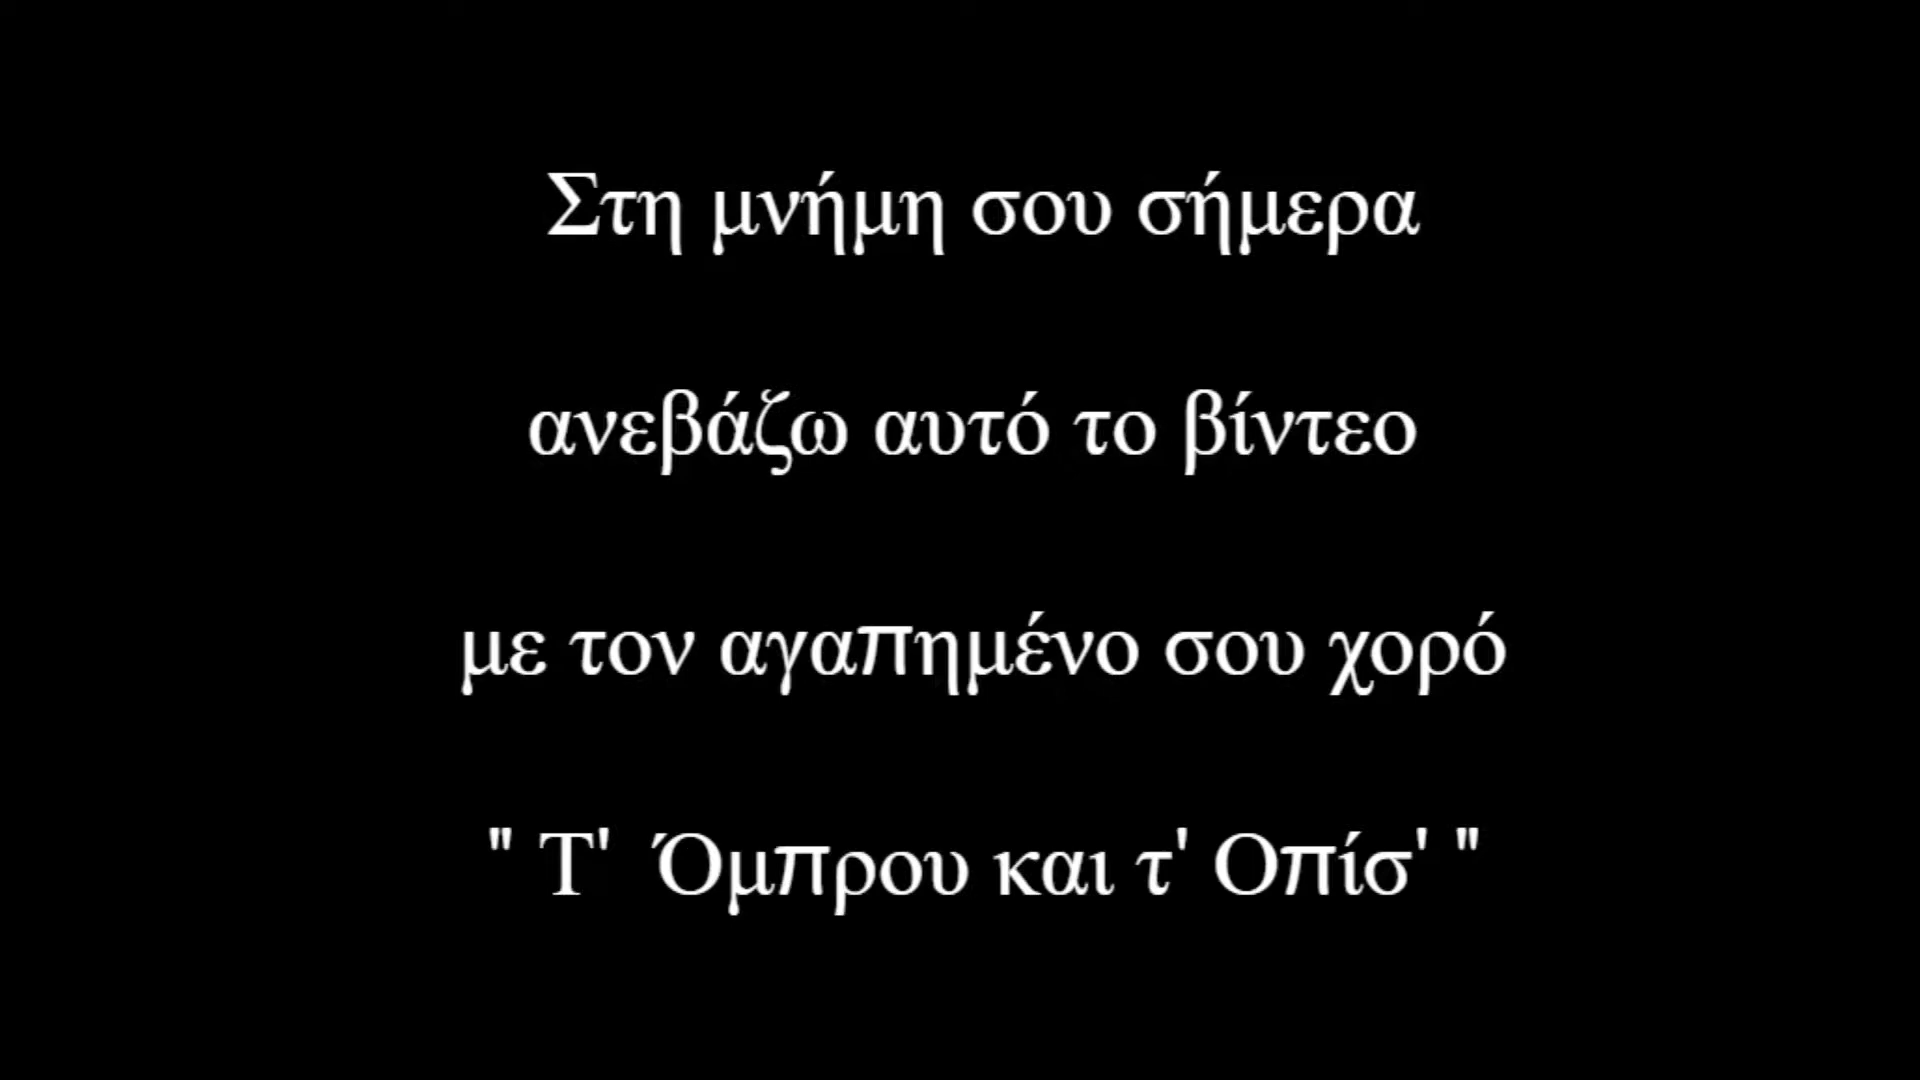 Στη μνήμη σου σήμερα
ανεβάζω αυτό το βίντεο
με τον αγαπημένο σου χορό
" Τ'  Όμπρου και τ' Οπίσ' "